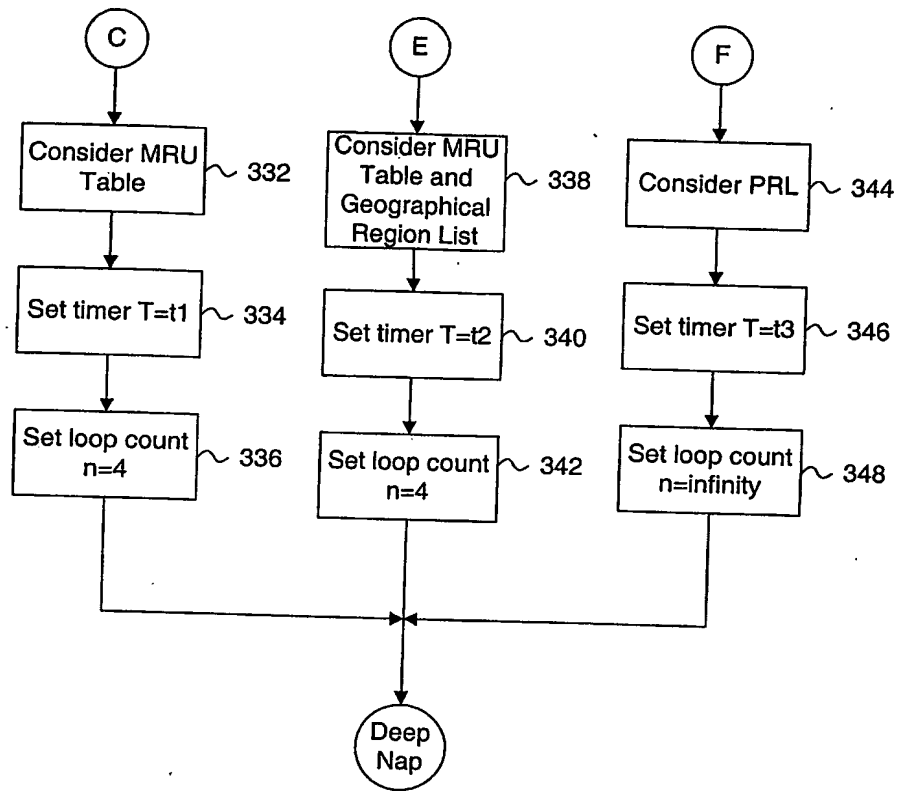 C
Consider MRU
Table
332
Set timer T=t1
334
Set loop count
n=4
336
E
Consider MRU
Table and
Geographical
Region List
338
Set timer T=t2
340
Set loop count
n=4
342
F
Consider PRL
344
Set timer T=t3
346
Set loop count
n=infinity
348
Deep
Nap